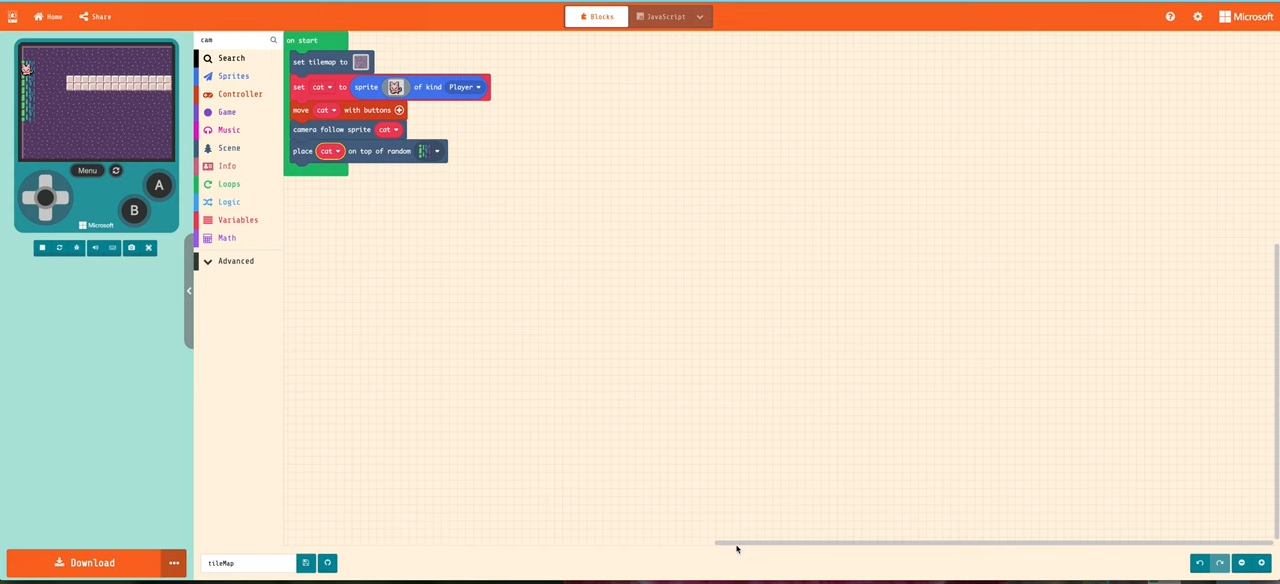 Home
Share
Blocks
JavaScript
Microsoft
cam
Search
Sprites
Controller
Game
Music
Scene
Info
Loops
Logic
Variables
Math
Advanced
on start
set tilemap to
set cat to sprite of kind Player
move cat with buttons
camera follow sprite cat
place cat on top of random
Menu
A
B
Microsoft
Download
tileMap